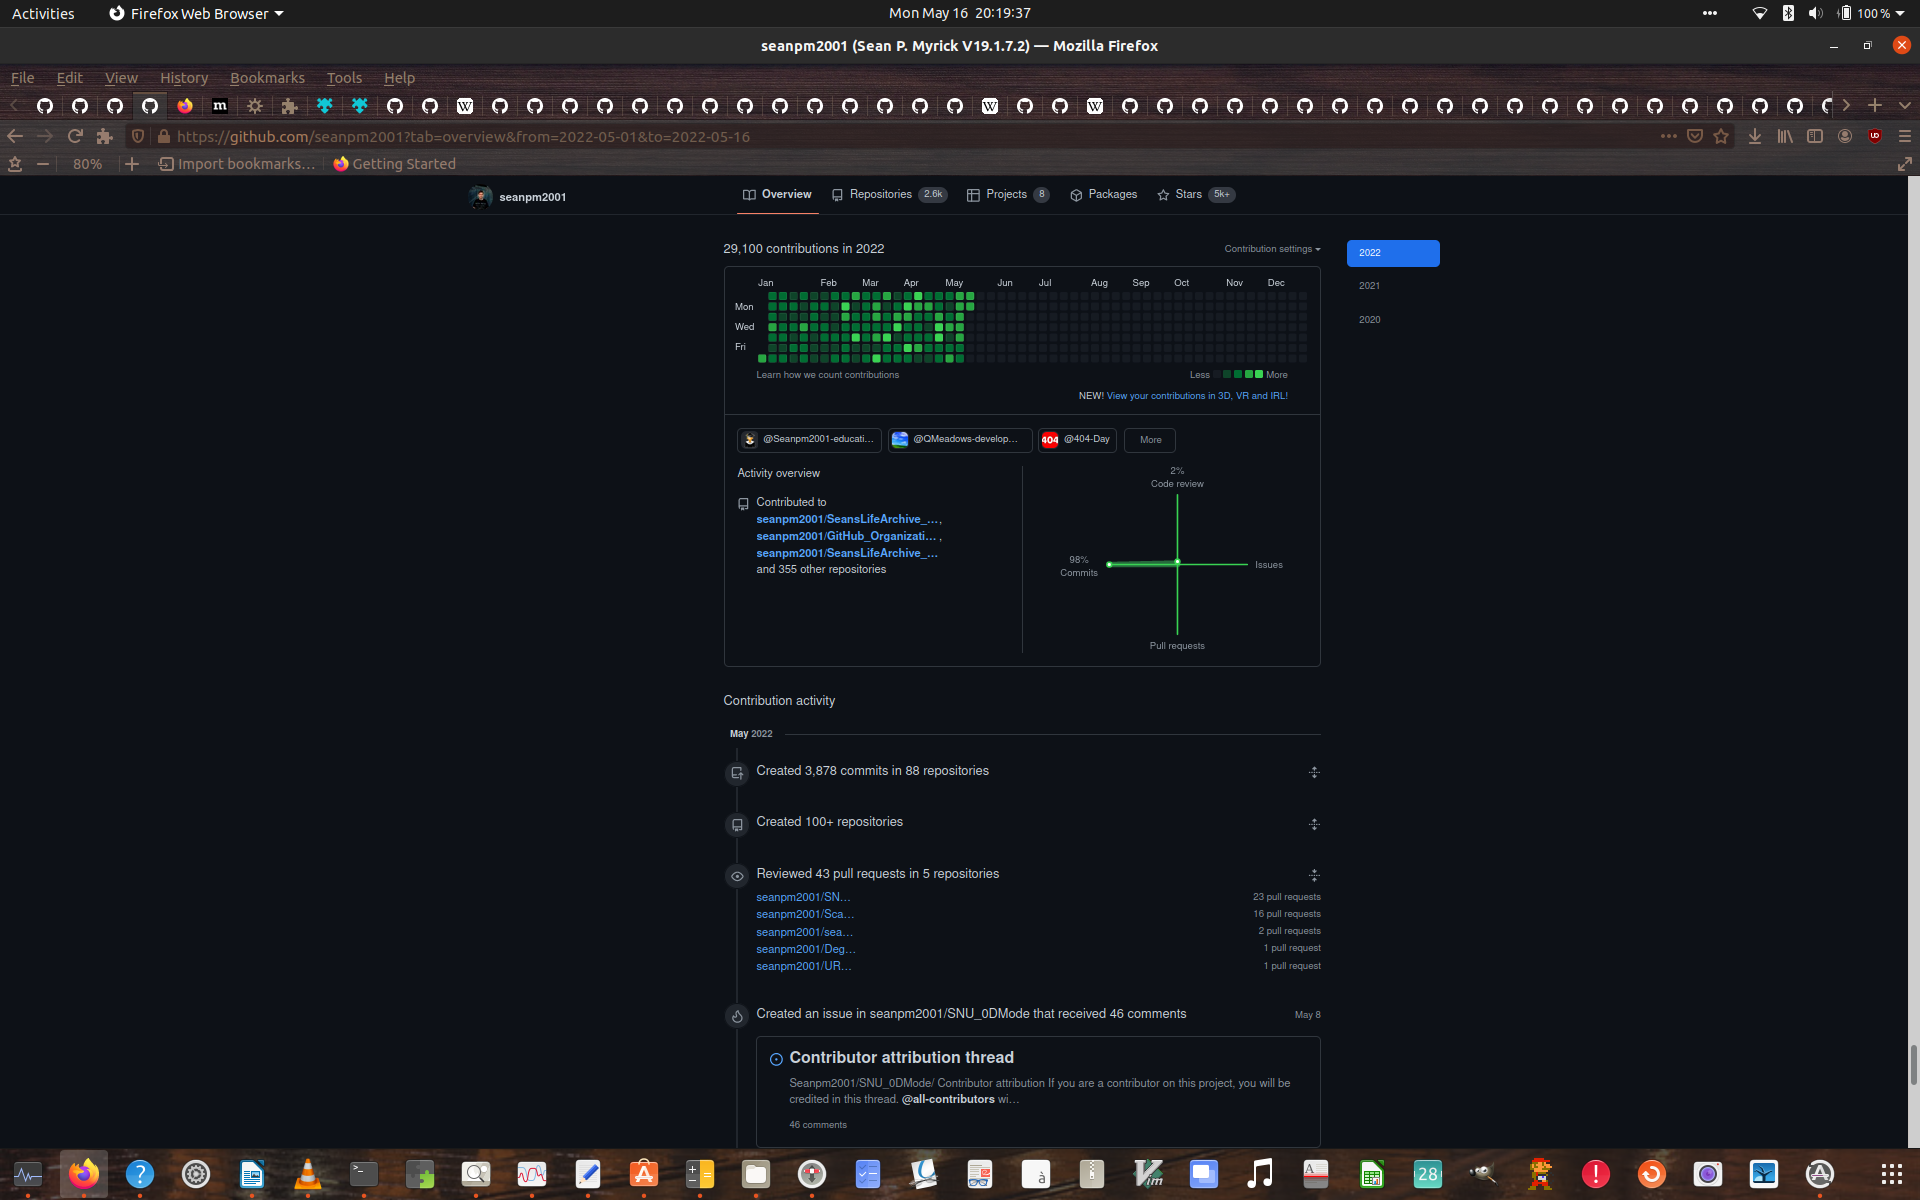 Activities
Firefox Web Browser
Mon May 16 20:19:37
100 %
seanpm2001 (Sean P. Myrick V19.1.7.2) — Mozilla Firefox
File Edit View History Bookmarks Tools Help
https://github.com/seanpm2001?tab=overview&from=2022-05-01&to=2022-05-16
80%
Import bookmarks...
Getting Started
seanpm2001
Overview
Repositories 2.6k
Projects 8
Packages
Stars 5k+
29,100 contributions in 2022
Contribution settings
2022
2021
2020
Jan Feb Mar Apr May Jun Jul Aug Sep Oct Nov Dec
Mon
Wed
Fri
Learn how we count contributions
Less More
NEW! View your contributions in 3D, VR and IRL!
@Seanpm2001-educati...
@QMeadows-develop...
404 @404-Day
More
Activity overview
Contributed to
seanpm2001/SeansLifeArchive_...,
seanpm2001/GitHub_Organizati... ,
seanpm2001/SeansLifeArchive_...
and 355 other repositories
2%
Code review
98%
Commits
Issues
Pull requests
Contribution activity
May 2022
Created 3,878 commits in 88 repositories
Created 100+ repositories
Reviewed 43 pull requests in 5 repositories
seanpm2001/SN... 23 pull requests
seanpm2001/Sca... 16 pull requests
seanpm2001/sea... 2 pull requests
seanpm2001/Deg... 1 pull request
seanpm2001/UR... 1 pull request
Created an issue in seanpm2001/SNU_0DMode that received 46 comments
May 8
Contributor attribution thread
Seanpm2001/SNU_0DMode/ Contributor attribution If you are a contributor on this project, you will be
credited in this thread. @all-contributors wi...
46 comments
28